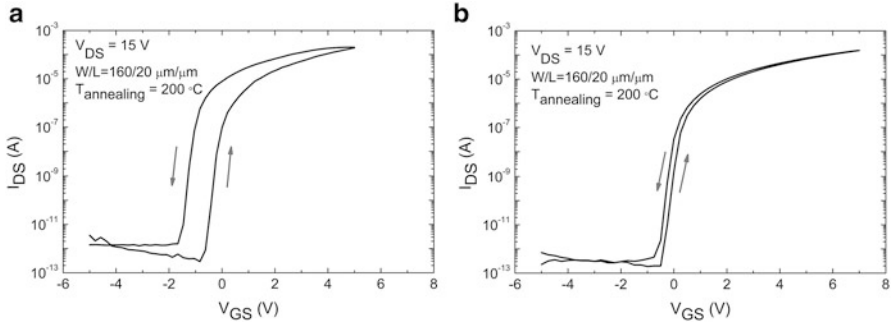 a
V_DS = 15 V
W/L=160/20 μm/μm
T_annealing = 200 °C
10^-3
10^-5
10^-7
10^-9
10^-11
10^-13
I_DS (A)
-6 -4 -2 0 2 4 6 8
V_GS (V)
b
V_DS = 15 V
W/L=160/20 μm/μm
T_annealing = 200 °C
10^-3
10^-5
10^-7
10^-9
10^-11
10^-13
I_DS (A)
-6 -4 -2 0 2 4 6 8
V_GS (V)